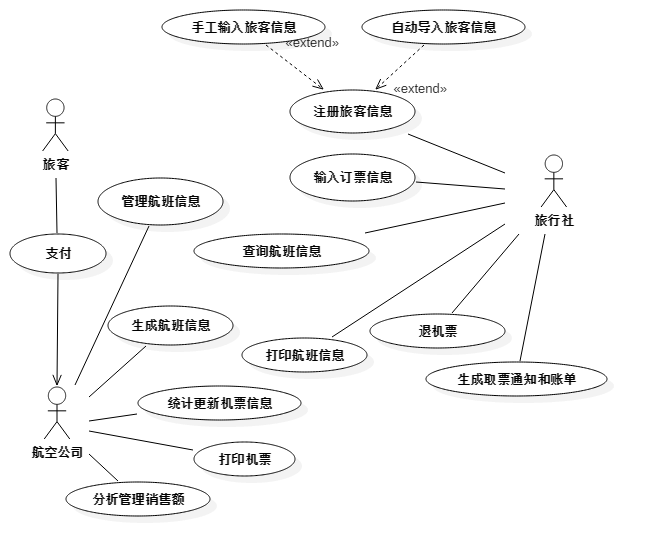 手工输入旅客信息
自动导入旅客信息
«extend»
«extend»
注册旅客信息
旅客
输入订票信息
管理航班信息
旅行社
支付
查询航班信息
生成航班信息
退机票
打印航班信息
生成取票通知和账单
统计更新机票信息
航空公司
打印机票
分析管理销售额